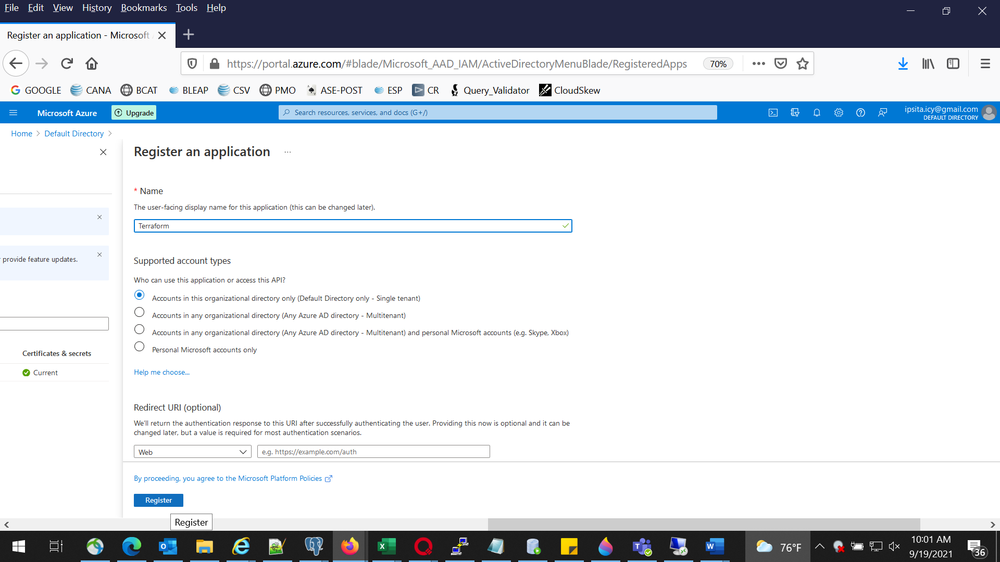 File Edit View History Bookmarks Tools Help
Register an application - Microsoft
https://portal.azure.com/#blade/Microsoft_AAD_IAM/ActiveDirectoryMenuBlade/RegisteredApps 70%
GOOGLE CANA BCAT BLEAP CSV PMO ASE-POST ESP CR Query_Validator CloudSkew
Microsoft Azure Upgrade Search resources, services, and docs (G+/) ipsita.icy@gmail.com
DEFAULT DIRECTORY
Home > Default Directory >
Register an application ...
* Name
The user-facing display name for this application (this can be changed later).
Terraform
provide feature updates.
Supported account types
Who can use this application or access this API?
Accounts in this organizational directory only (Default Directory only - Single tenant)
Accounts in any organizational directory (Any Azure AD directory - Multitenant)
Accounts in any organizational directory (Any Azure AD directory - Multitenant) and personal Microsoft accounts (e.g. Skype, Xbox)
Personal Microsoft accounts only
Certificates & secrets
Current
Help me choose...
Redirect URI (optional)
We'll return the authentication response to this URI after successfully authenticating the user. Providing this now is optional and it can be
changed later, but a value is required for most authentication scenarios.
Web e.g. https://example.com/auth
By proceeding, you agree to the Microsoft Platform Policies
Register
Register
76°F
10:01 AM
9/19/2021
36